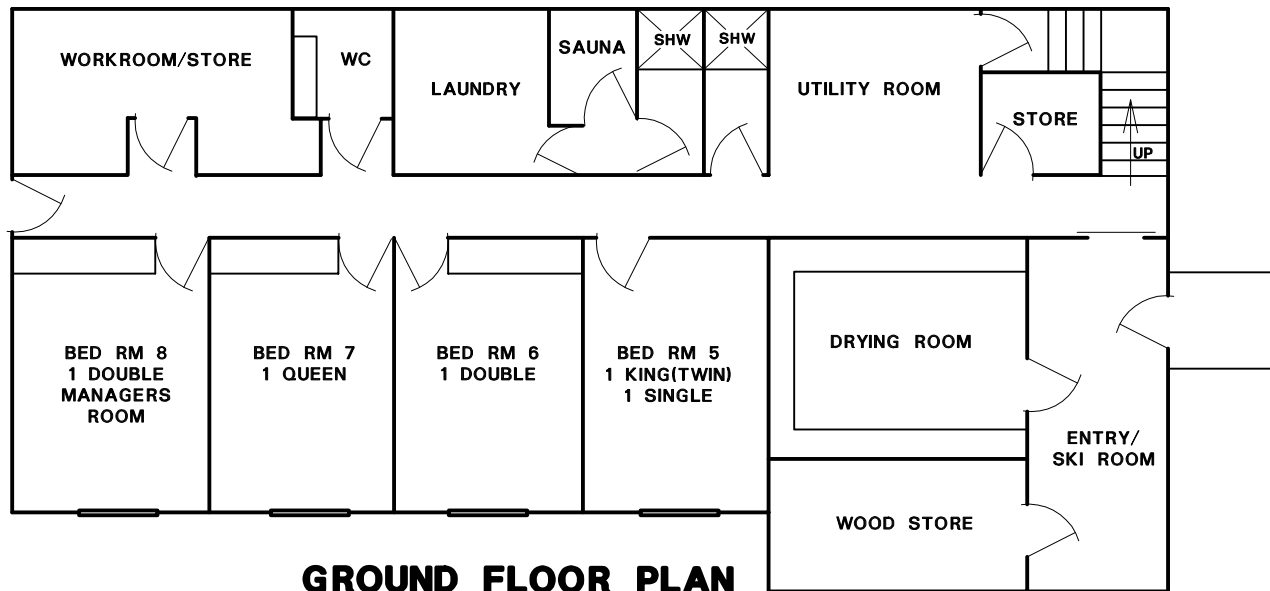 WORKROOM/STORE
WC
LAUNDRY
SAUNA
SHW
SHW
UTILITY ROOM
STORE
UP
BED RM 8
1 DOUBLE
MANAGERS
ROOM
BED RM 7
1 QUEEN
BED RM 6
1 DOUBLE
BED RM 5
1 KING(TWIN)
1 SINGLE
DRYING ROOM
ENTRY/
SKI ROOM
WOOD STORE
GROUND FLOOR PLAN